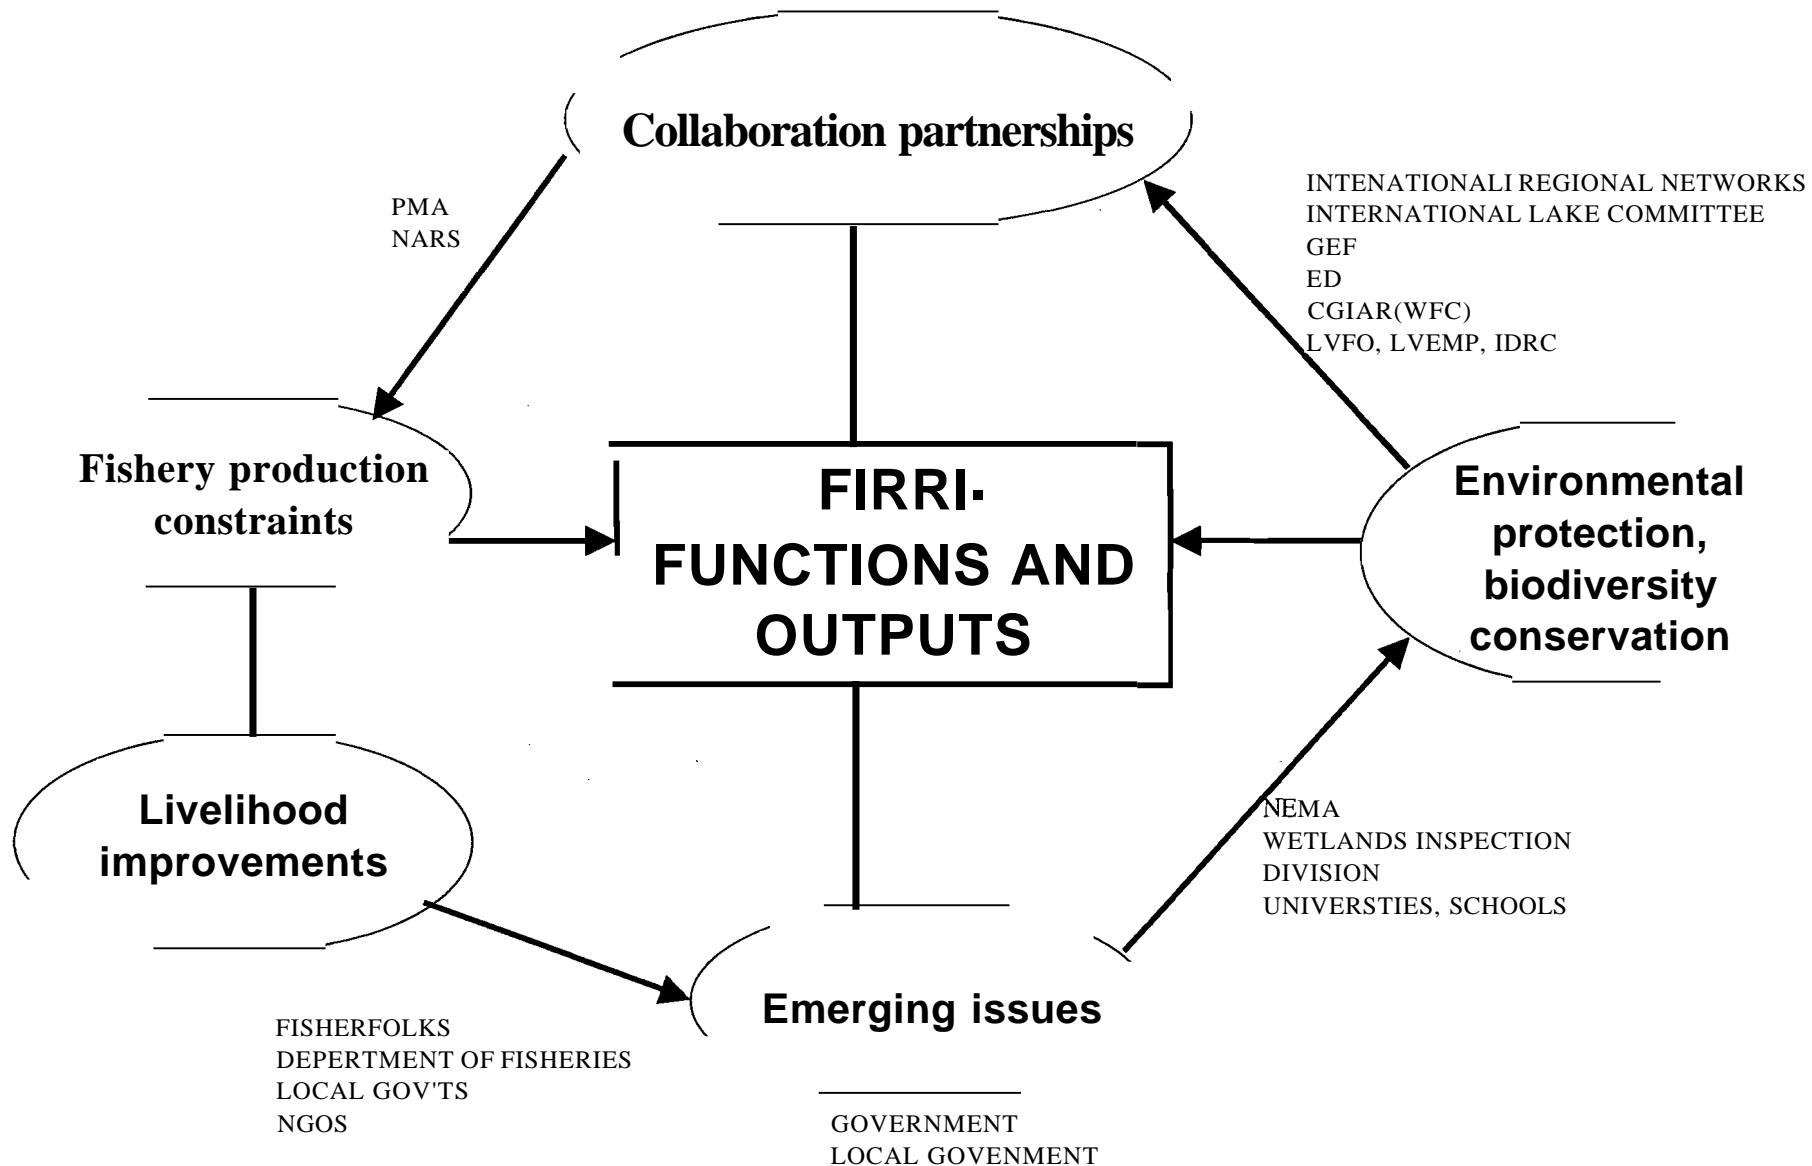 Collaboration partnerships
PMA
NARS
INTENATIONALI REGIONAL NETWORKS
INTERNATIONAL LAKE COMMITTEE
GEF
ED
CGIAR(WFC)
LVFO, LVEMP, IDRC
Fishery production
constraints
FIRRI-
FUNCTIONS AND
OUTPUTS
Environmental
protection,
biodiversity
conservation
Livelihood
improvements
NEMA
WETLANDS INSPECTION
DIVISION
UNIVERSTIES, SCHOOLS
Emerging issues
FISHERFOLKS
DEPERTMENT OF FISHERIES
LOCAL GOV'TS
NGOS
GOVERNMENT
LOCAL GOVENMENT